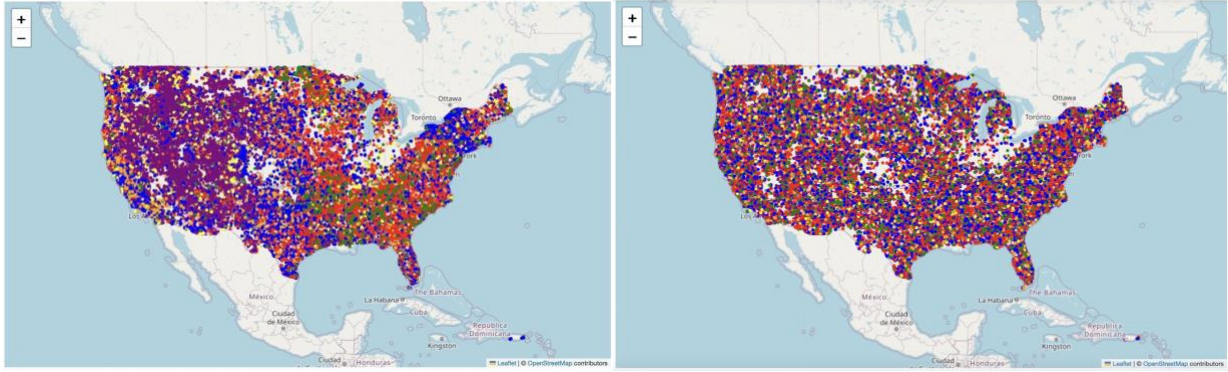 +
−
Ottawa
Toronto
York
Los A
México
Ciudad
de México
La Habana
The Bahamas
Cuba
República
Dominicana
Kingston
Ciudad
Honduras
Leaflet | © OpenStreetMap contributors
+
−
Ottawa
Toronto
York
Los A
México
Ciudad
de México
La Habana
The Bahamas
Cuba
República
Dominicana
Kingston
Ciudad
Honduras
Leaflet | © OpenStreetMap contributors